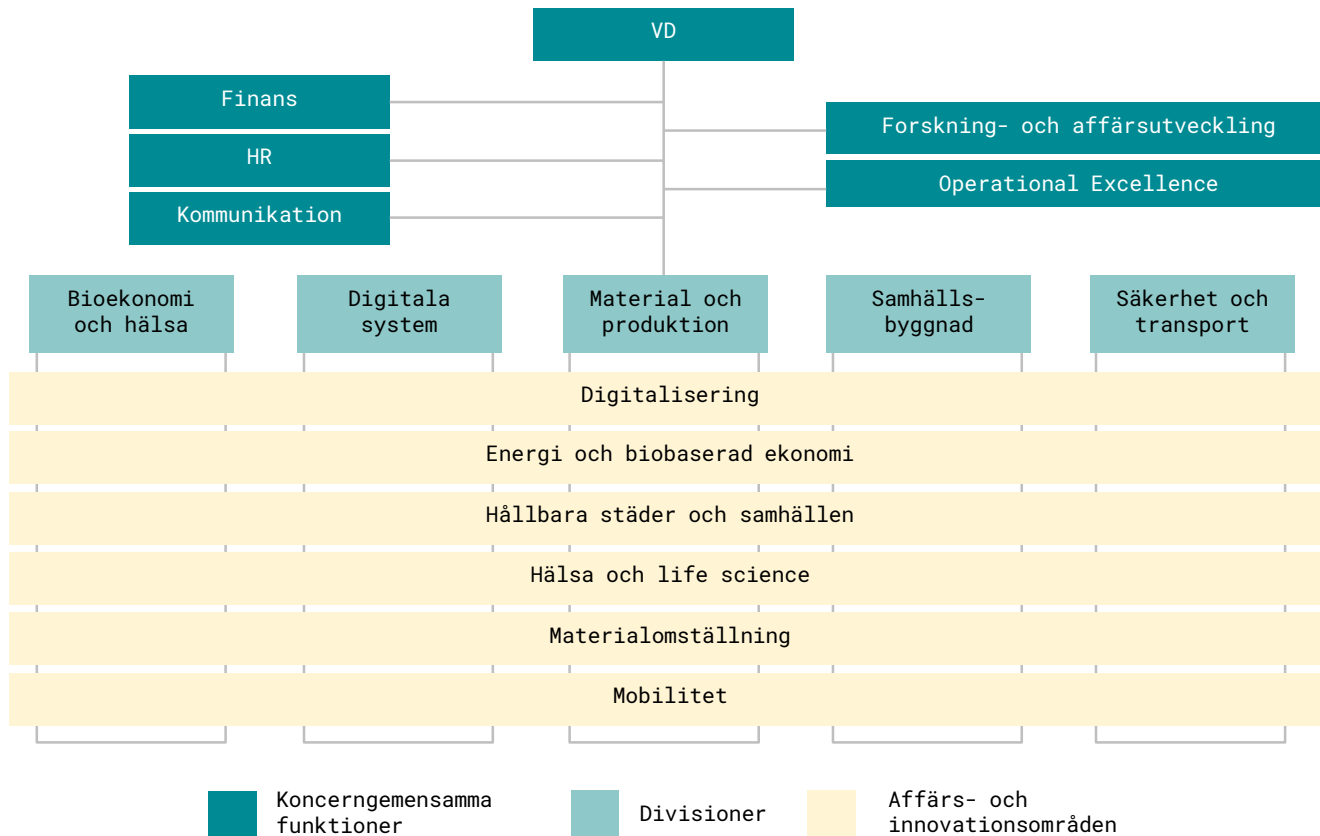 VD
Finans
HR
Kommunikation
Forskning- och affärsutveckling
Operational Excellence
Bioekonomi
och hälsa
Digitala
system
Material och
produktion
Samhälls-
byggnad
Säkerhet och
transport
Digitalisering
Energi och biobaserad ekonomi
Hållbara städer och samhällen
Hälsa och life science
Materialomställning
Mobilitet
Koncerngemensamma
funktioner
Divisioner
Affärs- och
innovationsområden